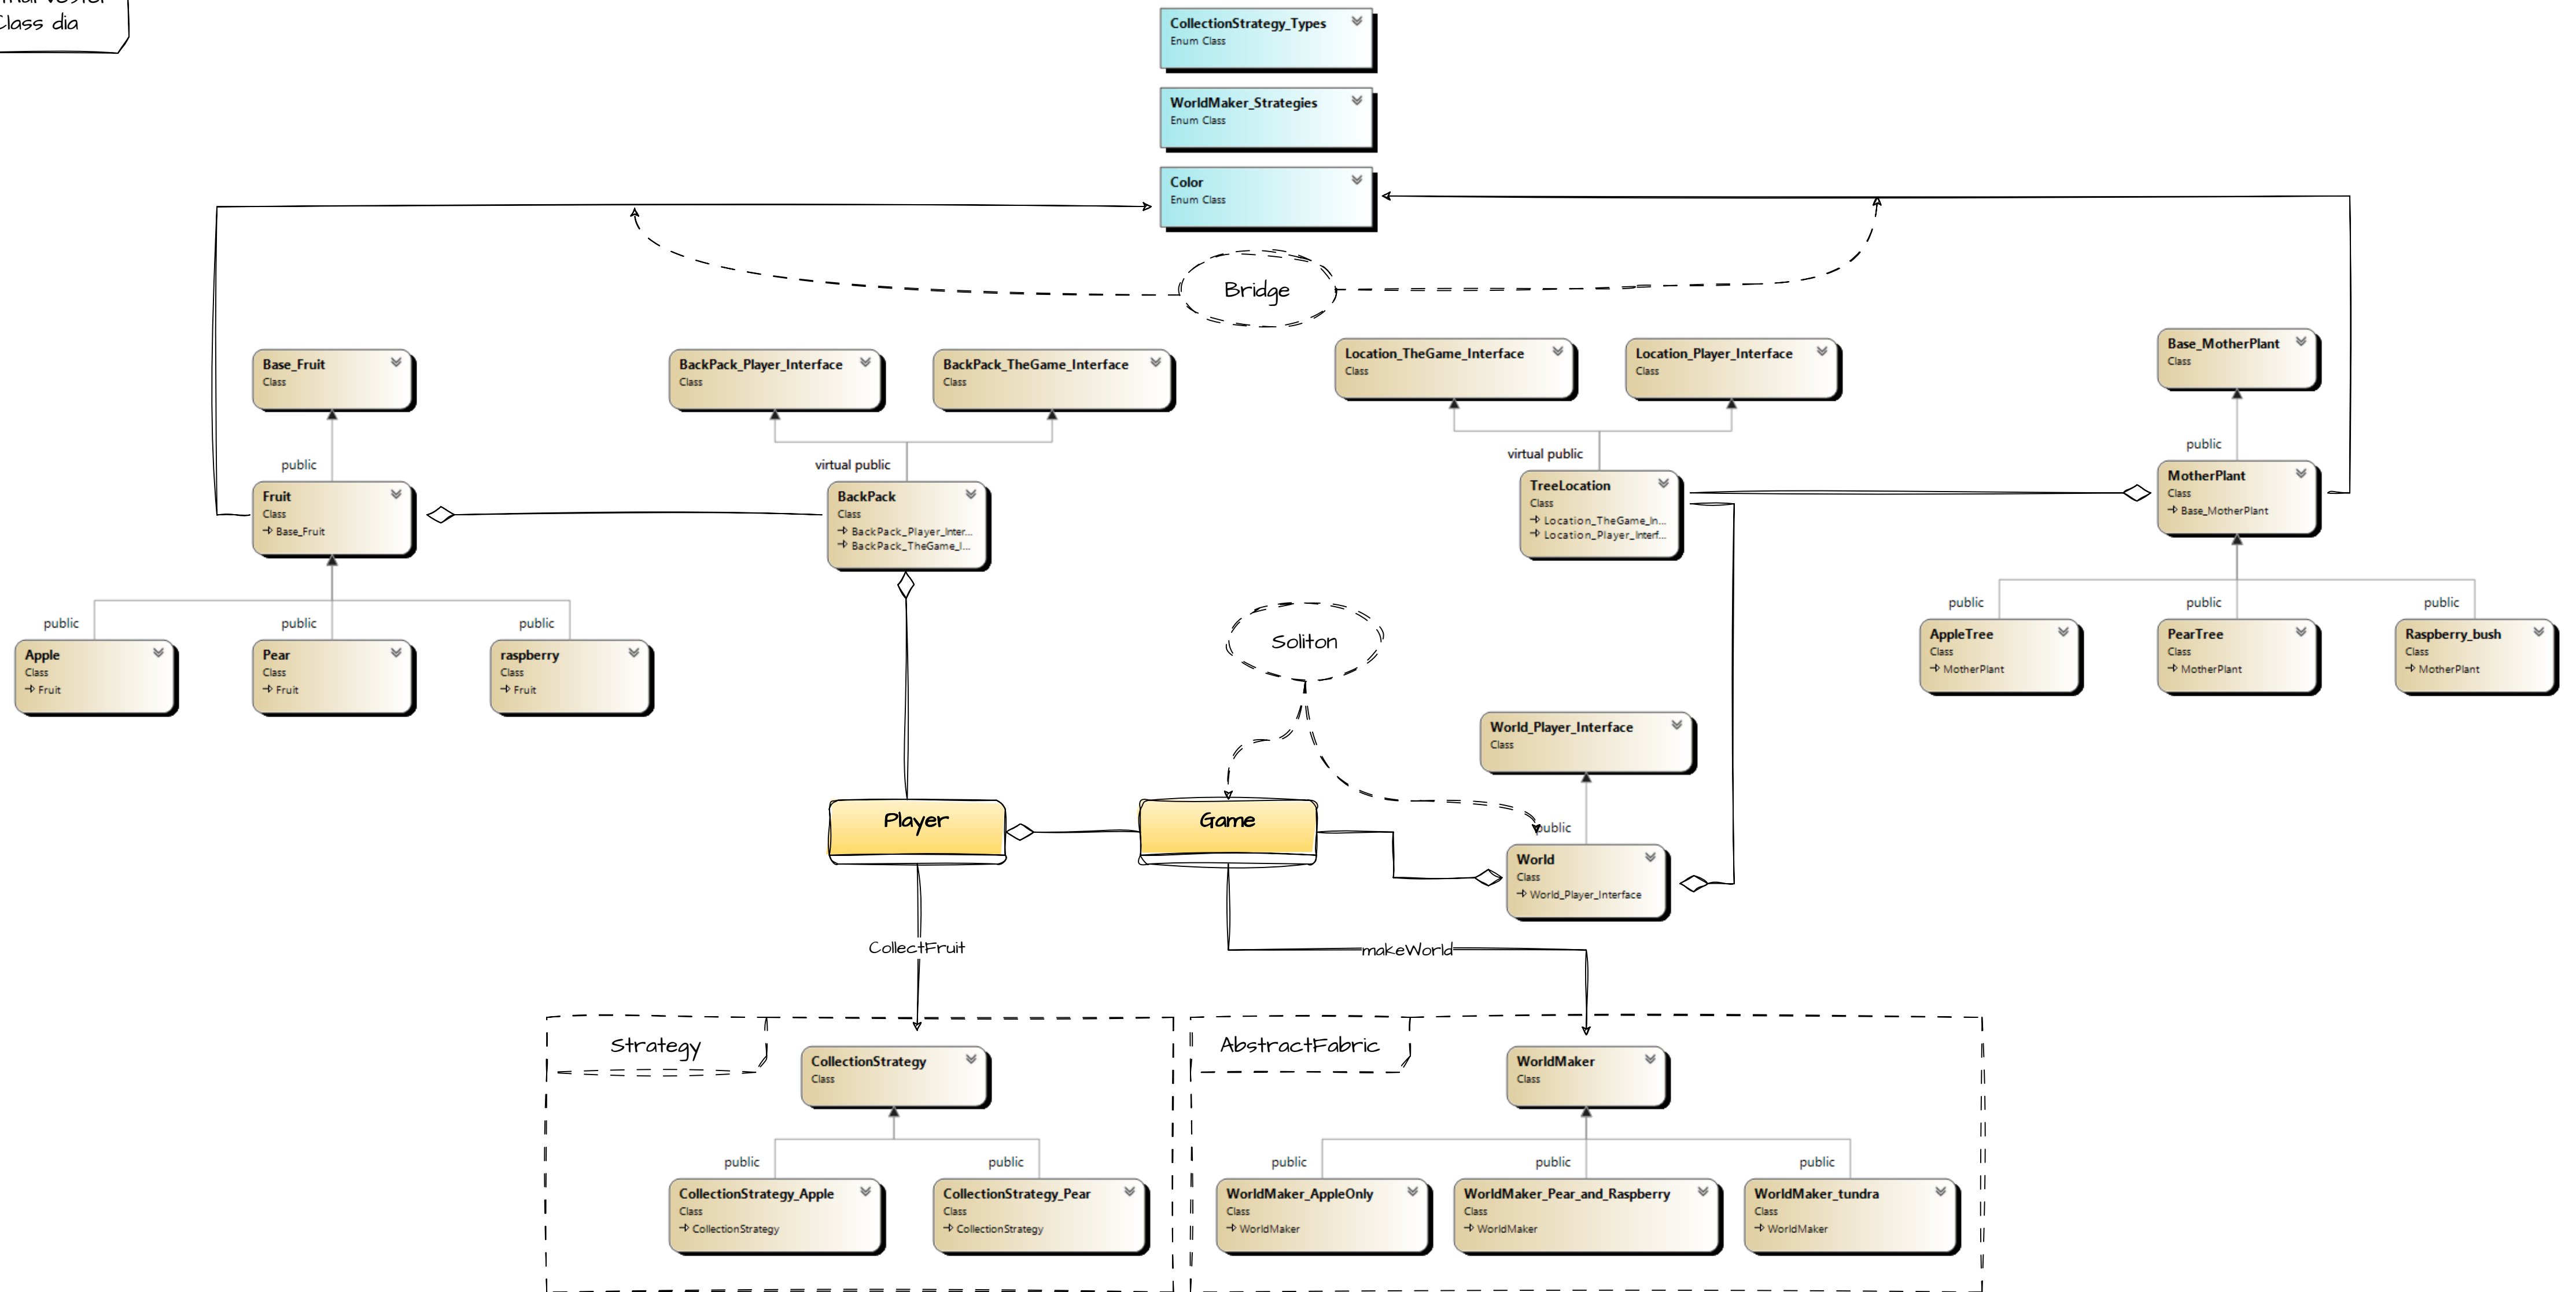 Class dia
CollectionStrategy_Types
Enum Class
WorldMaker_Strategies
Enum Class
Color
Enum Class
Bridge
Base_Fruit
Class
BackPack_Player_Interface
Class
BackPack_TheGame_Interface
Class
Location_TheGame_Interface
Class
Location_Player_Interface
Class
Base_MotherPlant
Class
public
virtual public
virtual public
public
Fruit
Class
Base_Fruit
BackPack
Class
BackPack_Player_Inter...
BackPack_TheGame_I...
TreeLocation
Class
Location_TheGame_In...
Location_Player_Interf...
MotherPlant
Class
Base_MotherPlant
public
public
public
public
public
public
Apple
Class
Fruit
Pear
Class
Fruit
raspberry
Class
Fruit
Soliton
AppleTree
Class
MotherPlant
PearTree
Class
MotherPlant
Raspberry_bush
Class
MotherPlant
World_Player_Interface
Class
public
Player
Game
World
Class
World_Player_Interface
CollectFruit
makeWorld
Strategy
AbstractFabric
CollectionStrategy
Class
WorldMaker
Class
public
public
public
public
public
CollectionStrategy_Apple
Class
CollectionStrategy
CollectionStrategy_Pear
Class
CollectionStrategy
WorldMaker_AppleOnly
Class
WorldMaker
WorldMaker_Pear_and_Raspberry
Class
WorldMaker
WorldMaker_tundra
Class
WorldMaker